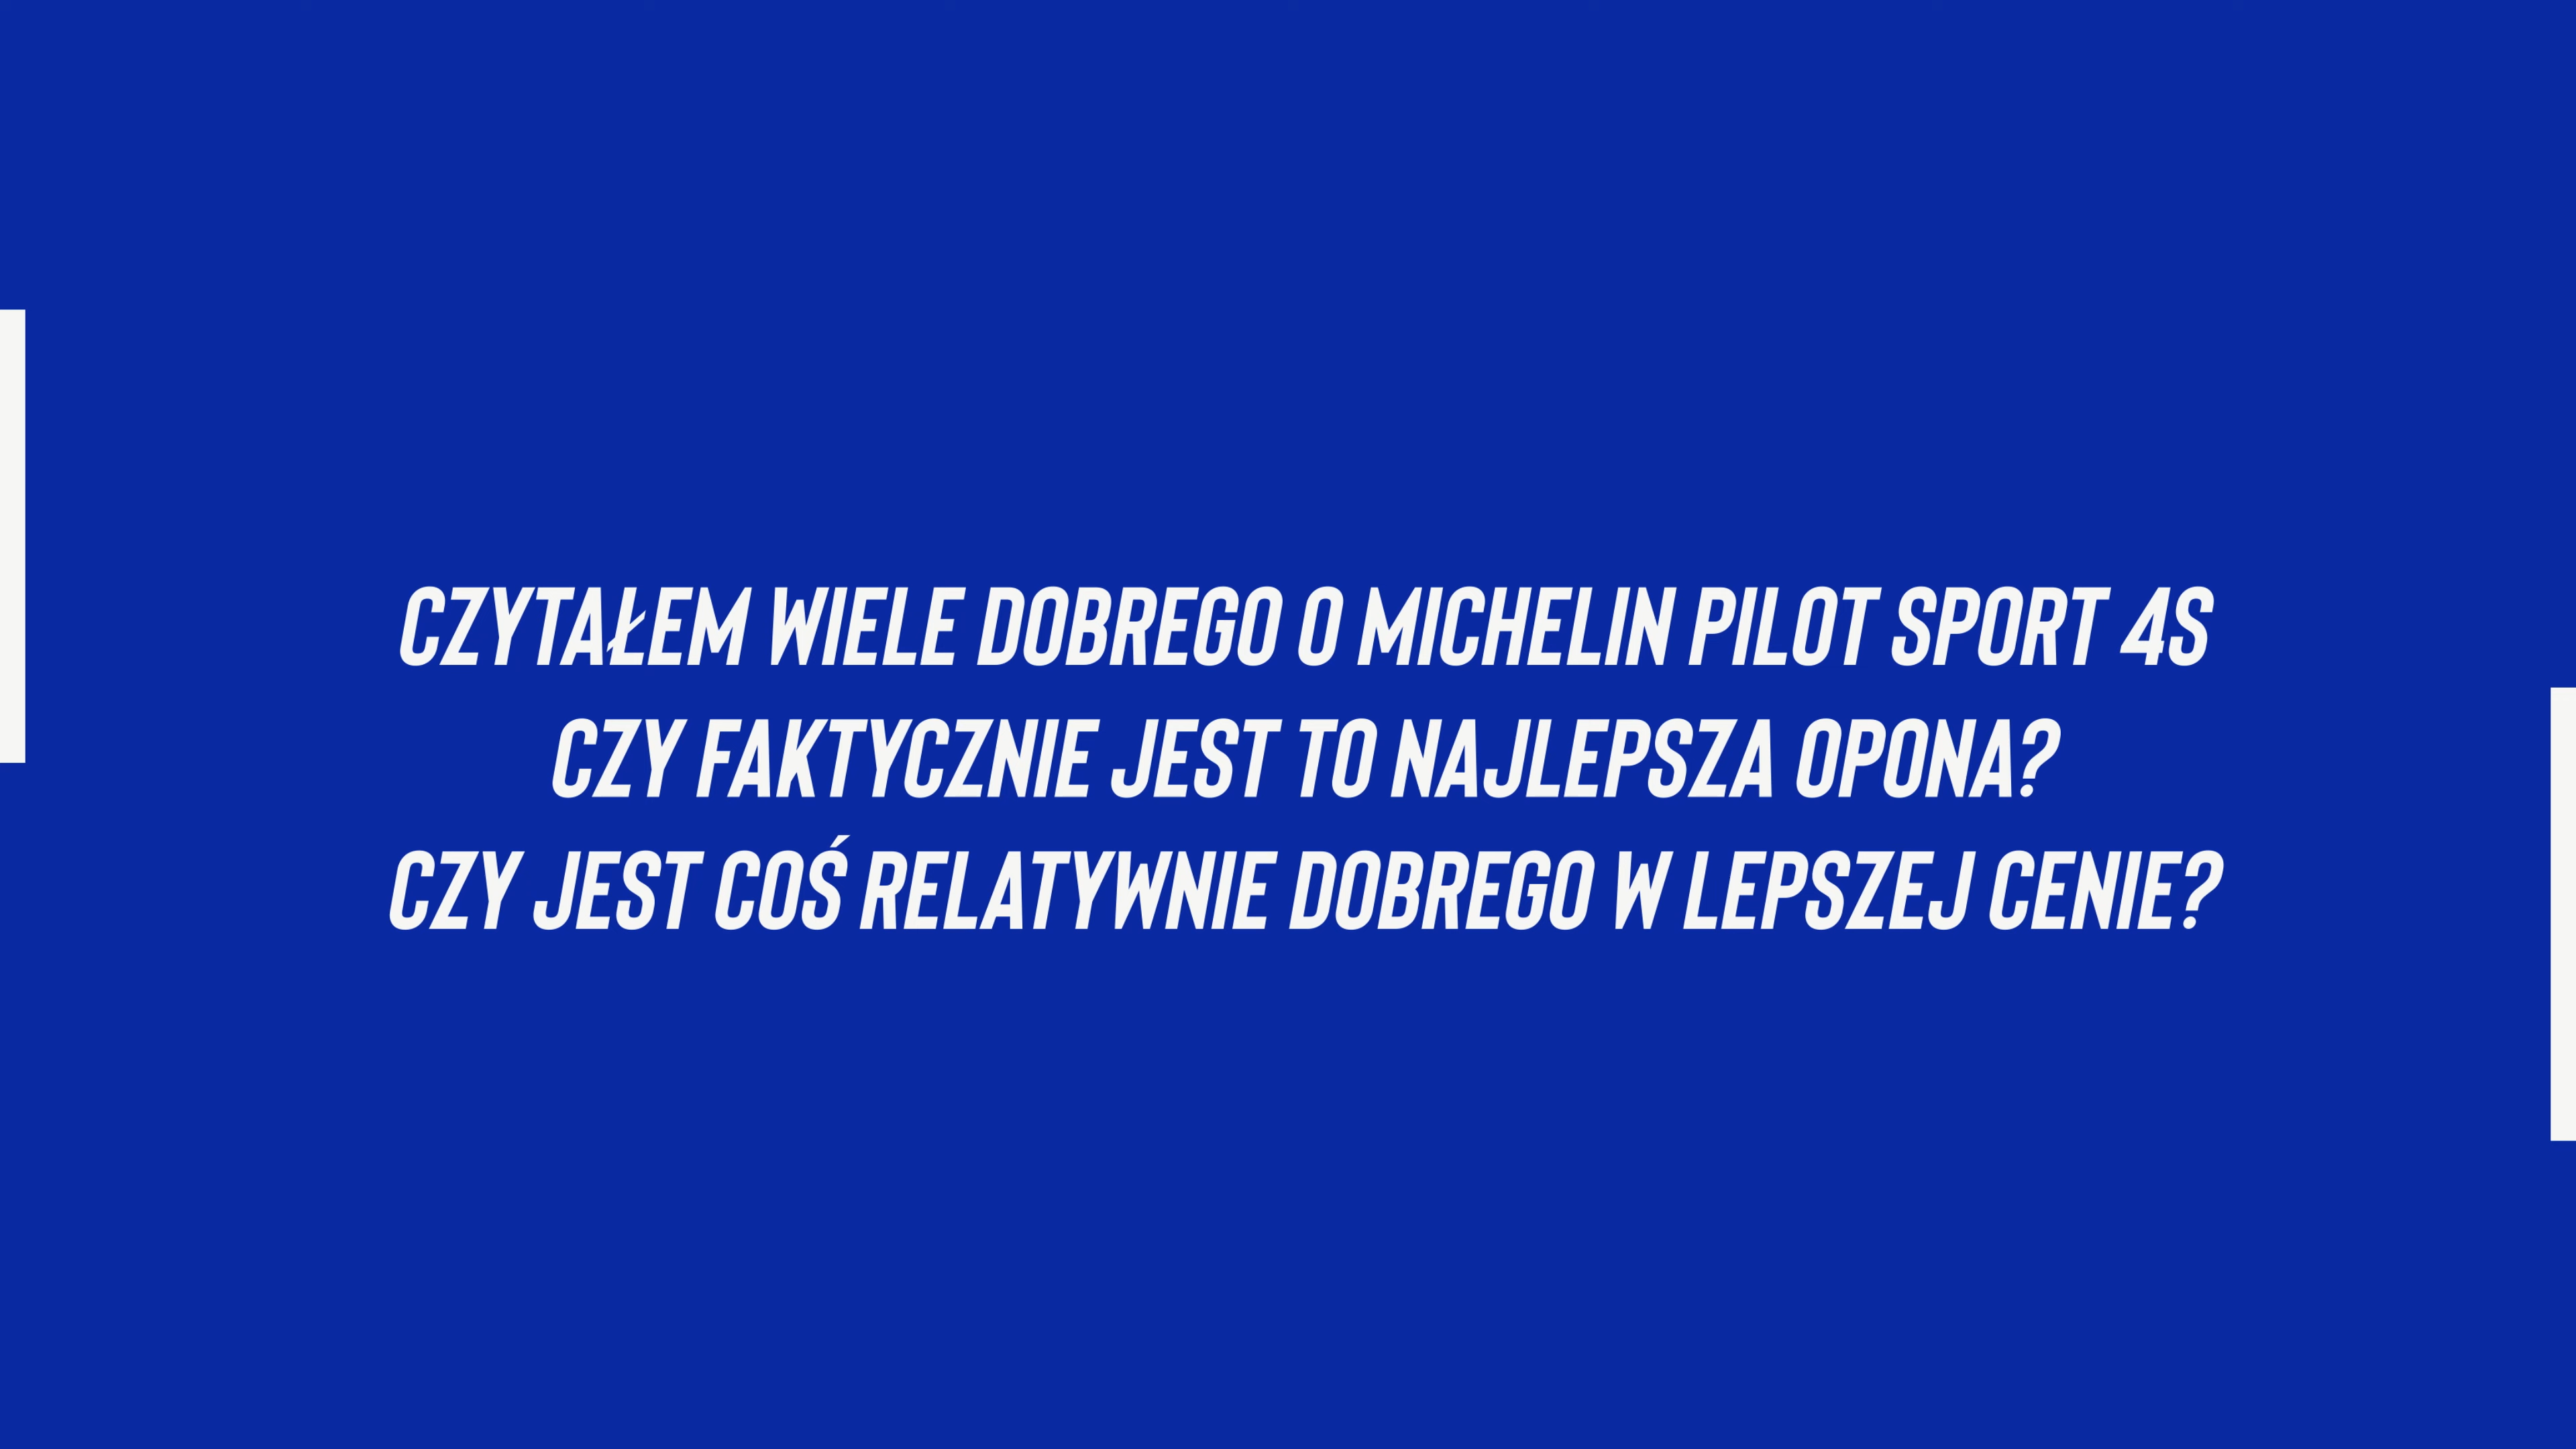 CZYTAŁEM WIELE DOBREGO O MICHELIN PILOT SPORT 4S
CZY FAKTYCZNIE JEST TO NAJLEPSZA OPONA?
CZY JEST COŚ RELATYWNIE DOBREGO W LEPSZEJ CENIE?